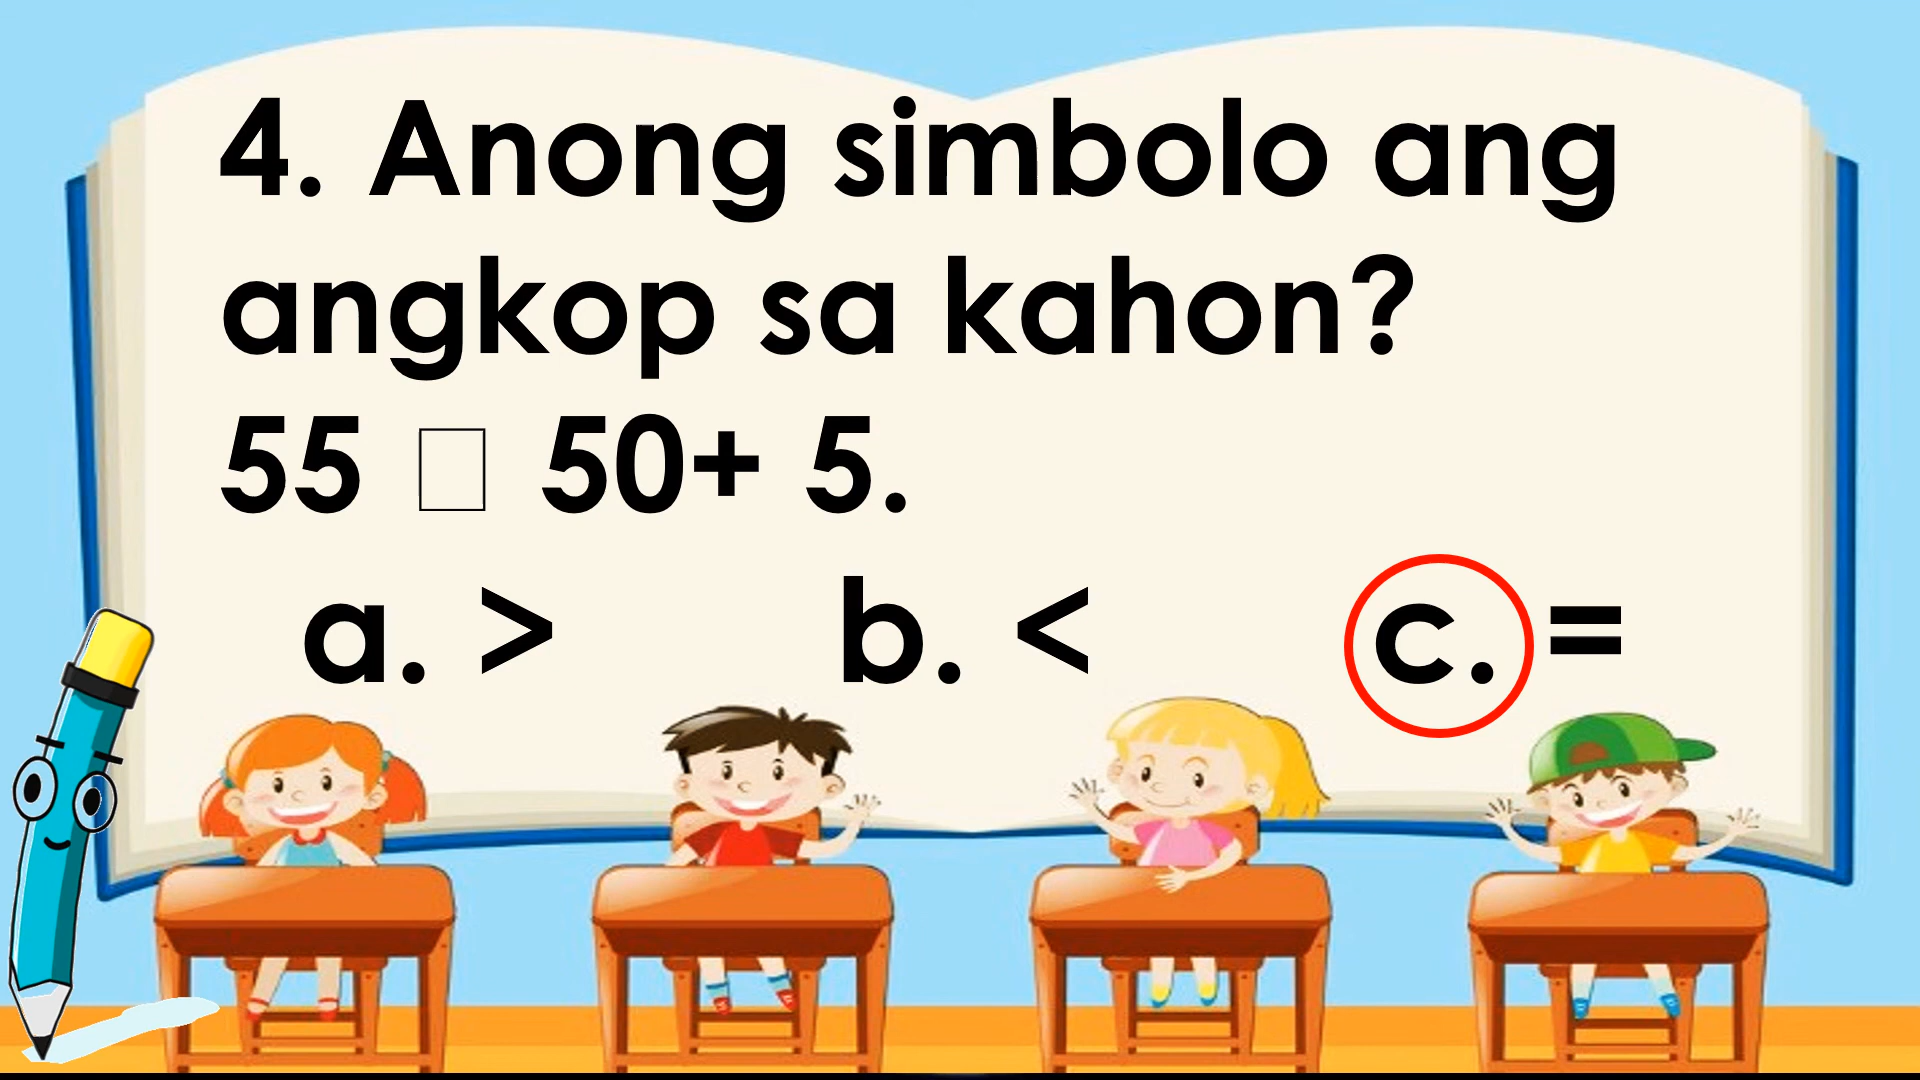 4. Anong simbolo ang
angkop sa kahon?
55 □ 50+ 5.
a. > b. < c. =